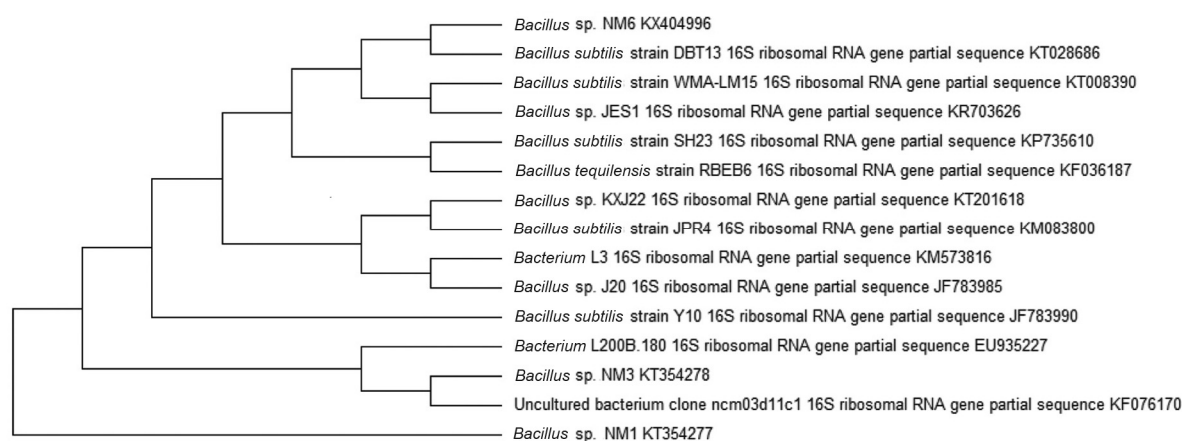 Bacillus sp. NM6 KX404996
Bacillus subtilis strain DBT13 16S ribosomal RNA gene partial sequence KT028686
Bacillus subtilis strain WMA-LM15 16S ribosomal RNA gene partial sequence KT008390
Bacillus sp. JES1 16S ribosomal RNA gene partial sequence KR703626
Bacillus subtilis strain SH23 16S ribosomal RNA gene partial sequence KP735610
Bacillus tequilensis strain RBEB6 16S ribosomal RNA gene partial sequence KF036187
Bacillus sp. KXJ22 16S ribosomal RNA gene partial sequence KT201618
Bacillus subtilis strain JPR4 16S ribosomal RNA gene partial sequence KM083800
Bacterium L3 16S ribosomal RNA gene partial sequence KM573816
Bacillus sp. J20 16S ribosomal RNA gene partial sequence JF783985
Bacillus subtilis strain Y10 16S ribosomal RNA gene partial sequence JF783990
Bacterium L200B.180 16S ribosomal RNA gene partial sequence EU935227
Bacillus sp. NM3 KT354278
Uncultured bacterium clone ncm03d11c1 16S ribosomal RNA gene partial sequence KF076170
Bacillus sp. NM1 KT354277